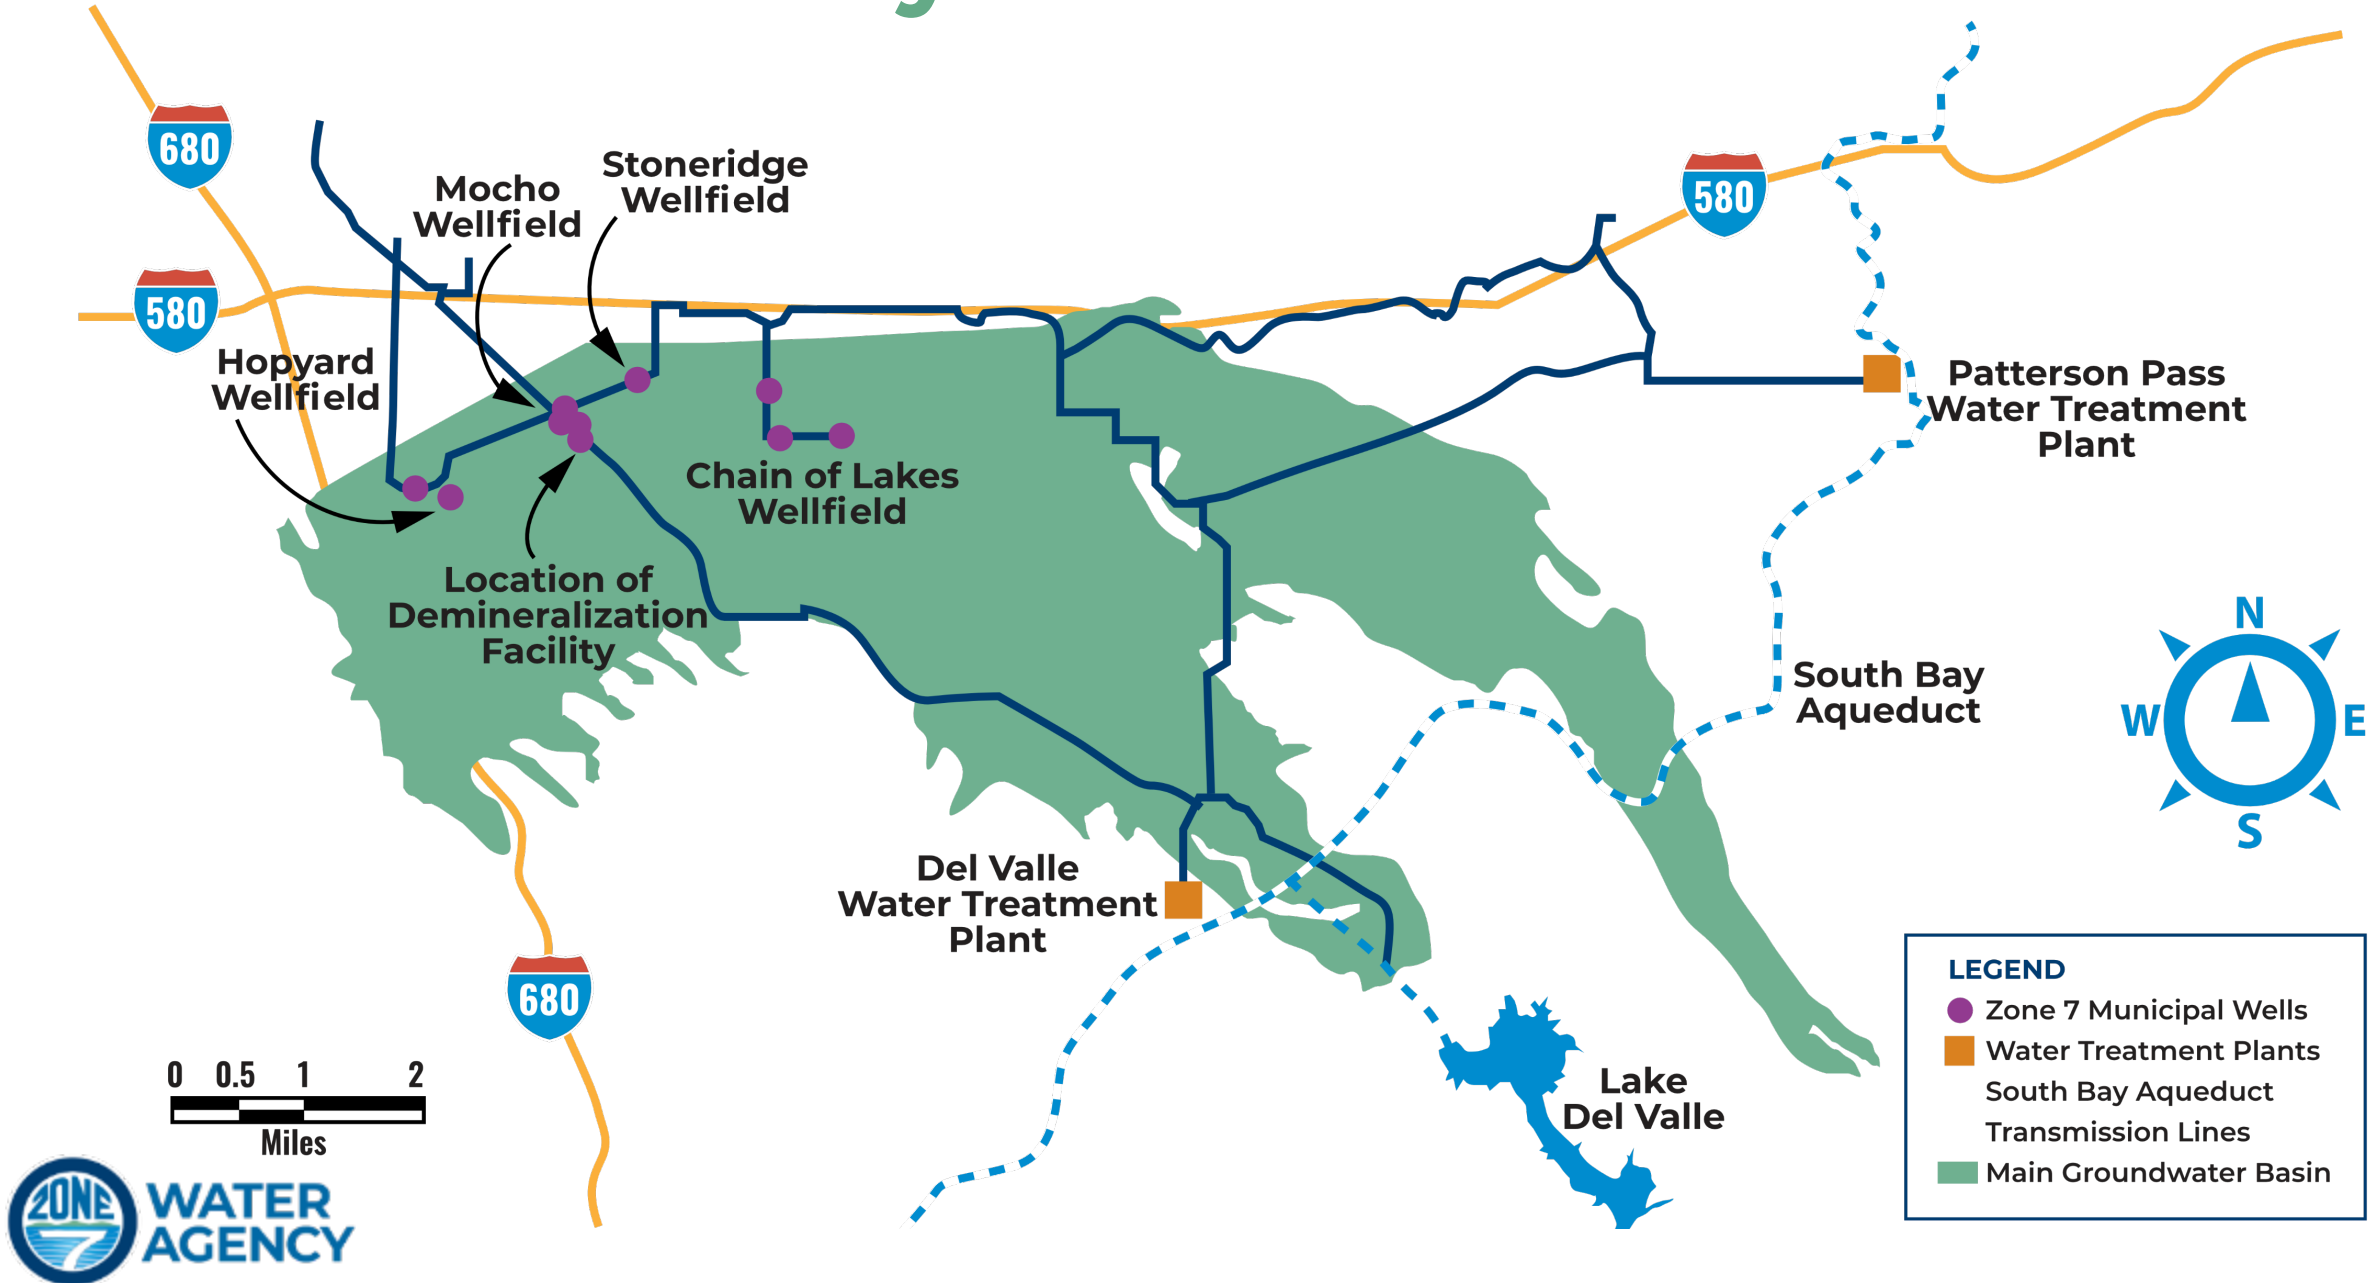 680
580
Hopyard
Wellfield
Mocho
Wellfield
Stoneridge
Wellfield
580
Chain of Lakes
Wellfield
Location of
Demineralization
Facility
Patterson Pass
Water Treatment
Plant
South Bay
Aqueduct
N
W
E
S
Del Valle
Water Treatment
Plant
680
Lake
Del Valle
0 0.5 1 2
Miles
ZONE
7
WATER
AGENCY
LEGEND
Zone 7 Municipal Wells
Water Treatment Plants
South Bay Aqueduct
Transmission Lines
Main Groundwater Basin